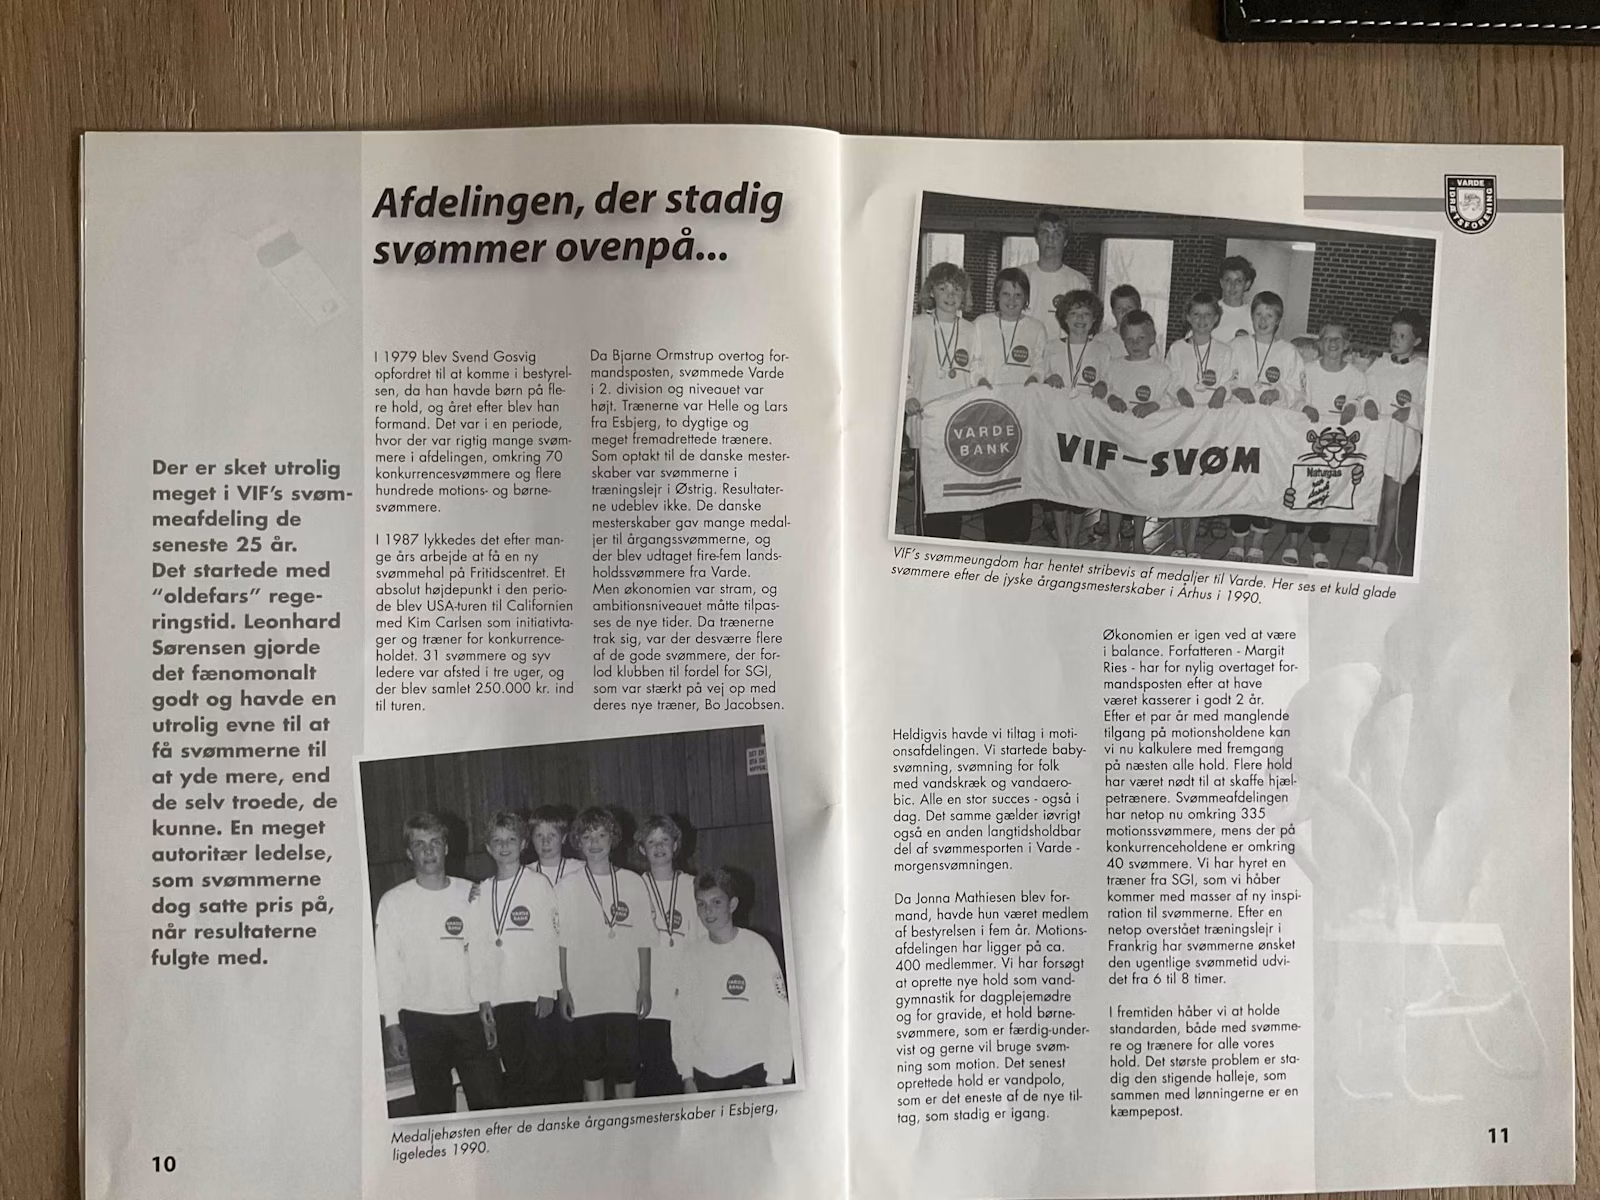 Afdelingen, der stadig
svømmer ovenpå...
Der er sket utrolig
meget i VIF's svøm-
meafdeling de
seneste 25 år.
Det startede med
"oldefars" rege-
ringstid. Leonhard
Sørensen gjorde
det fænomonalt
godt og havde en
utrolig evne til at
få svømmerne til
at yde mere, end
de selv troede, de
kunne. En meget
autoritær ledelse,
som svømmerne
dog satte pris på,
når resultaterne
fulgte med.
I 1979 blev Svend Gosvig
opfordret til at komme i bestyrel-
sen, da han havde børn på fle-
re hold, og året efter blev han
formand. Det var i en periode,
hvor der var rigtig mange svøm-
mere i afdelingen, omkring 70
konkurrencesvømmere og flere
hundrede motions- og børne-
svømmere.
I 1987 lykkedes det efter man-
ge års arbejde at få en ny
svømmehal på Fritidscentret. Et
absolut højdepunkt i den perio-
de blev USA-turen til Californien
med Kim Carlsen som initiativta-
ger og træner for konkurrence-
holdet. 31 svømmere og syv
ledere var afsted i tre uger, og
der blev samlet 250.000 kr. ind
til turen.
Da Bjarne Ormstrup overtog for-
mandsposten, svømmede Varde
i 2. division og niveauet var
højt. Trænerne var Helle og Lars
fra Esbjerg, to dygtige og
meget fremadrettede trænere.
Som optakt til de danske mester-
skaber var svømmerne i
træningslejr i Østrig. Resultater-
ne udeblev ikke. De danske
mesterskaber gav mange medal-
jer til årgangssvømmerne, og
der blev udtaget fire-fem lands-
holdssvømmere fra Varde.
Men økonomien var stram, og
ambitionsniveauet måtte tilpas-
ses de nye tider. Da trænerne
trak sig, var der desværre flere
af de gode svømmere, der for-
lod klubben til fordel for SGI,
som var stærkt på vej op med
deres nye træner, Bo Jacobsen.
VARDE
BANK
VARDE
BANK
VARDE
BANK
Medaljehøsten efter de danske årgangsmesterskaber i Esbjerg,
ligeledes 1990.
10
VARDE
IDRÆTSFORENING
VARDE
BANK
VIF-SVØM
Naturgas
VIF's svømmeungdom har hentet stribevis af medaljer til Varde. Her ses et kuld glade
svømmere efter de jyske årgangsmesterskaber i Århus i 1990.
Heldigvis havde vi tiltag i moti-
onsafdelingen. Vi startede baby-
svømning, svømning for folk
med vandskræk og vandaero-
bic. Alle en stor succes - også i
dag. Det samme gælder iøvrigt
også en anden langtidsholdbar
del af svømmesporten i Varde -
morgensvømningen.
Da Jonna Mathiesen blev for-
mand, havde hun været medlem
af bestyrelsen i fem år. Motions-
afdelingen har ligger på ca.
400 medlemmer. Vi har forsøgt
at oprette nye hold som vand-
gymnastik for dagplejemødre
og for gravide, et hold børne-
svømmere, som er færdig-under-
vist og gerne vil bruge svøm-
ning som motion. Det senest
oprettede hold er vandpolo,
som er det eneste af de nye til-
tag, som stadig er igang.
Økonomien er igen ved at være
i balance. Forfatteren - Margit
Ries - har for nylig overtaget for-
mandsposten efter at have
været kasserer i godt 2 år.
Efter et par år med manglende
tilgang på motionsholdene kan
vi nu kalkulere med fremgang
på næsten alle hold. Flere hold
har været nødt til at skaffe hjæl-
petrænere. Svømmeafdelingen
har netop nu omkring 335
motionssvømmere, mens der på
konkurrenceholdene er omkring
40 svømmere. Vi har hyret en
træner fra SGI, som vi håber
kommer med masser af ny inspi-
ration til svømmerne. Efter en
netop overstået træningslejr i
Frankrig har svømmerne ønsket
den ugentlige svømmetid udvi-
det fra 6 til 8 timer.
I fremtiden håber vi at holde
standarden, både med svømme-
re og trænere for alle vores
hold. Det største problem er sta-
dig den stigende halleje, som
sammen med lønningerne er en
kæmpepost.
11